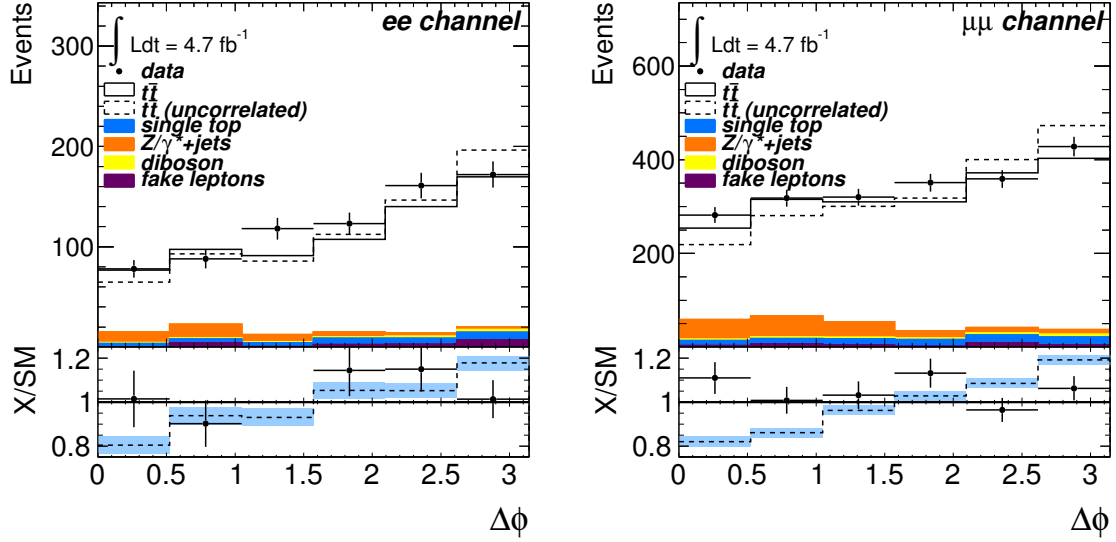 ee channel
∫ Ldt = 4.7 fb⁻¹
data
tt̄
tt̄ (uncorrelated)
single top
Z/γ*+jets
diboson
fake leptons
Events
300
200
100
X/SM
1.2
1
0.8
0 0.5 1 1.5 2 2.5 3
Δϕ
μμ channel
∫ Ldt = 4.7 fb⁻¹
data
tt̄
tt̄ (uncorrelated)
single top
Z/γ*+jets
diboson
fake leptons
Events
600
400
200
X/SM
1.2
1
0.8
0 0.5 1 1.5 2 2.5 3
Δϕ